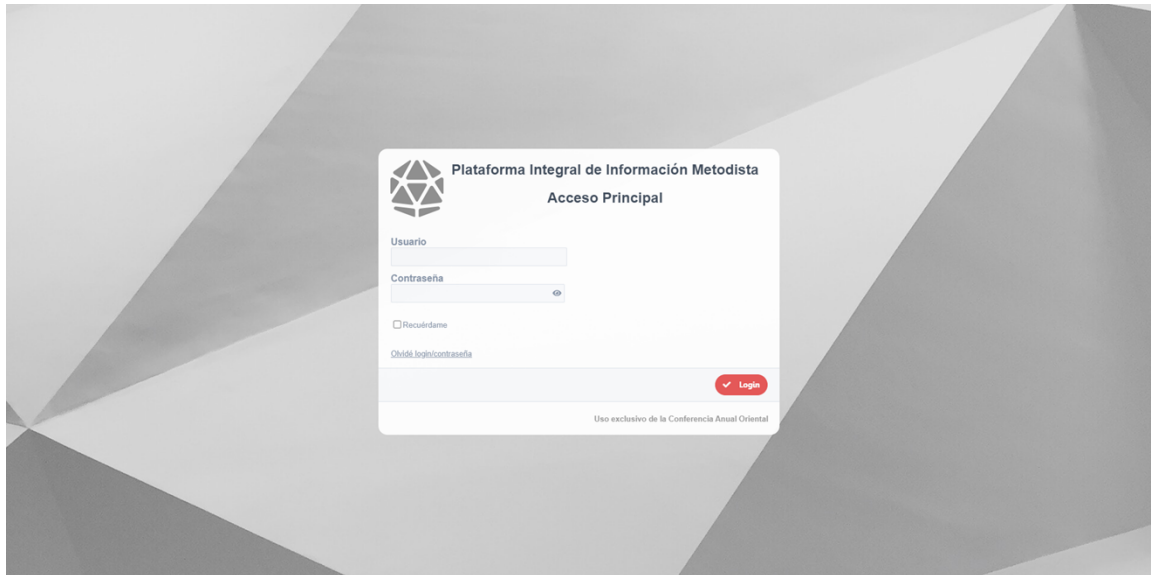 Plataforma Integral de Información Metodista
Acceso Principal
Usuario
Contraseña
Recuérdame
Olvidé login/contraseña
Login
Uso exclusivo de la Conferencia Anual Oriental